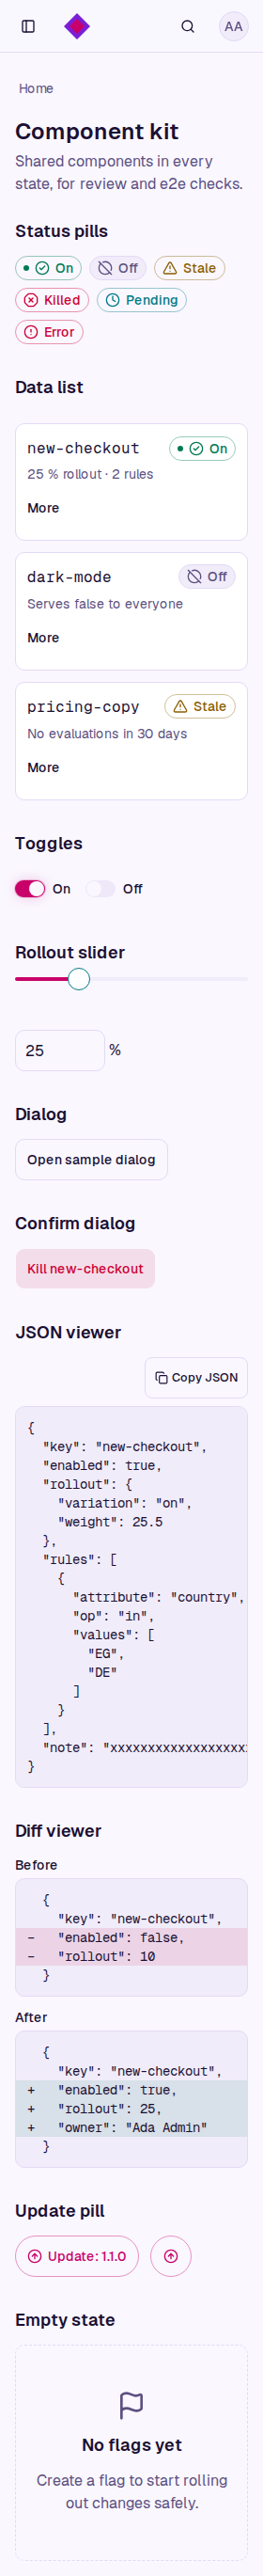 AA
Home
Component kit
Shared components in every
state, for review and e2e checks.
Status pills
On Off Stale
Killed Pending
Error
Data list
new-checkout On
25 % rollout · 2 rules
More
dark-mode Off
Serves false to everyone
More
pricing-copy Stale
No evaluations in 30 days
More
Toggles
On Off
Rollout slider
25 %
Dialog
Open sample dialog
Confirm dialog
Kill new-checkout
JSON viewer
Copy JSON
{
  "key": "new-checkout",
  "enabled": true,
  "rollout": {
    "variation": "on",
    "weight": 25.5
  },
  "rules": [
    {
      "attribute": "country",
      "op": "in",
      "values": [
        "EG",
        "DE"
      ]
    }
  ],
  "note": "xxxxxxxxxxxxxxxxxx
}
Diff viewer
Before
  {
    "key": "new-checkout",
-   "enabled": false,
-   "rollout": 10
  }
After
  {
    "key": "new-checkout",
+   "enabled": true,
+   "rollout": 25,
+   "owner": "Ada Admin"
  }
Update pill
Update: 1.1.0
Empty state
No flags yet
Create a flag to start rolling
out changes safely.